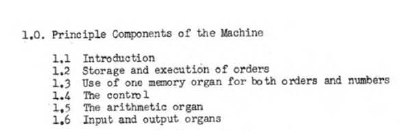 1.0. Principle Components of the Machine
1.1 Introduction
1.2 Storage and execution of orders
1.3 Use of one memory organ for both orders and numbers
1.4 The control
1.5 The arithmetic organ
1.6 Input and output organs